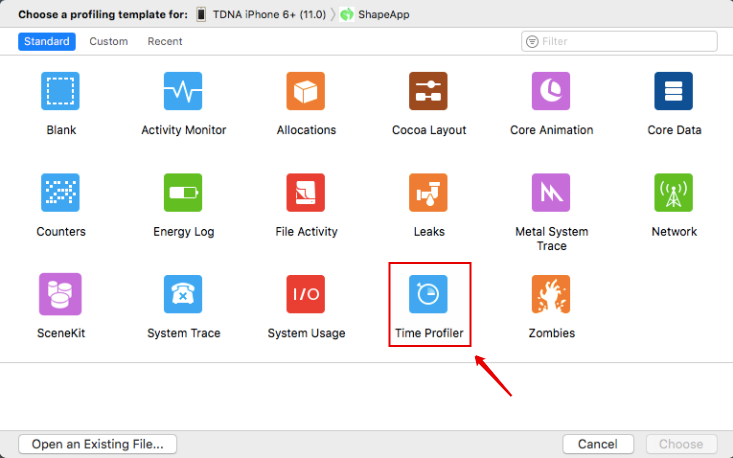 Choose a profiling template for: TDNA iPhone 6+ (11.0) ShapeApp
Standard Custom Recent Filter
Blank Activity Monitor Allocations Cocoa Layout Core Animation Core Data
Counters Energy Log File Activity Leaks Metal System Trace Network
I/O
SceneKit System Trace System Usage Time Profiler Zombies
Open an Existing File... Cancel Choose